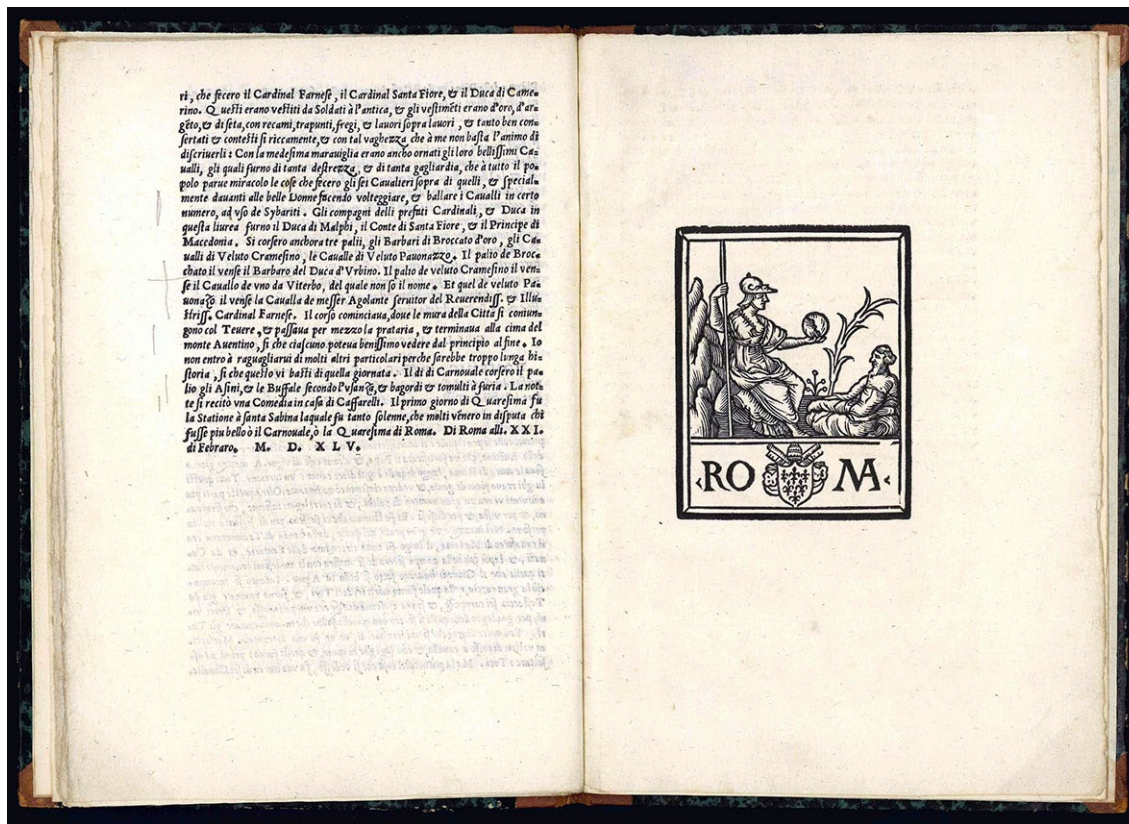 ri, che fecero il Cardinal Farnese, il Cardinal Santa Fiore, & il Duca di Came-
rino. Questi erano vestiti da Soldati à l'antica, & gli vestimēti erano d'oro, d'ar-
gēto, & di seta, con recami, trapunti, fregi, & lauori sopra lauori, & tanto ben con-
sertati & contesti si riccamente, & con tal vaghezza che à me non basta l'animo di
discriuerli: Con la medesima marauiglia erano ancho ornati gli loro bellissimi Ca-
ualli, gli quali furno di tanta destrezza, & di tanta gagliardia, che à tutto il po-
polo parue miracolo le cose che fecero gli sei Caualieri sopra di quelli, & special-
mente dauanti alle belle Donne facendo volteggiare, & ballare i Caualli in certo
numero, ad vso de Sybariti. Gli compagni delli prefati Cardinali, & Duca in
questa liurea furno il Duca di Malphi, il Conte di Santa Fiore, & il Principe di
Macedonia. Si corsero anchora tre palii, gli Barbari di Broccato d'oro, gli Ca-
ualli di Veluto Cramesino, le Caualle di Veluto Pauonazzo. Il palio de Broc-
chato il vense il Barbaro del Duca d'Vrbino. Il palio de veluto Cramesino il ven-
se il Cauallo de vno da Viterbo, del quale non so il nome. Et quel de veluto Pa-
uonazo il vense la Caualla de messer Agolante seruitor del Reuerendiss. & Illu-
striss. Cardinal Farnese. Il corso cominciaua, doue le mura della Città si coniun-
gono col Teuere, & passaua per mezzo la prataria, & terminaua alla cima del
monte Auentino, si che ciascuno poteua benissimo vedere dal principio al fine. Io
non entro à raguagliarui di molti altri particolari perche sarebbe troppo lunga hi-
storia, si che questo vi basti di quella giornata. Il di di Carnouale corsero il pa-
lio gli Asini, & le Buffale secondo l'vsanza, & bagordi & tomulti à furia. La not-
te si recitò vna Comedia in casa di Caffarelli. Il primo giorno di Quaresima fu
la Statione à santa Sabina laquale fu tanto solenne, che molti vēnero in disputa chi
fusse piu bello ò il Carnouale, ò la Quaresima di Roma. Di Roma alli. XXI.
di Febraro. M. D. XLV.
RO MA